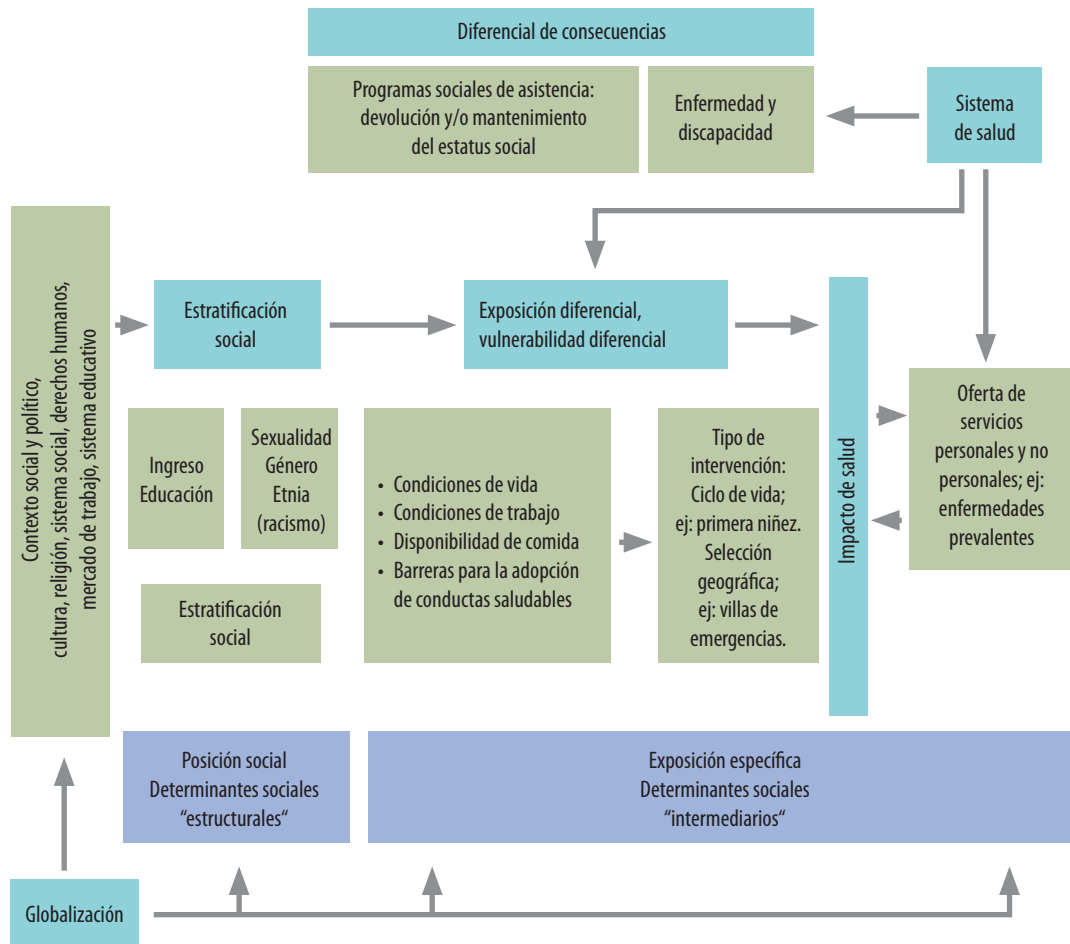 Diferencial de consecuencias
Programas sociales de asistencia:
devolución y/o mantenimiento
del estatus social
Enfermedad y
discapacidad
Sistema
de salud
Contexto social y político,
cultura, religión, sistema social, derechos humanos,
mercado de trabajo, sistema educativo
Estratificación
social
Exposición diferencial,
vulnerabilidad diferencial
Ingreso
Educación
Sexualidad
Género
Etnia
(racismo)
Estratificación
social
• Condiciones de vida
• Condiciones de trabajo
• Disponibilidad de comida
• Barreras para la adopción
de conductas saludables
Tipo de
intervención:
Ciclo de vida;
ej: primera niñez.
Selección
geográfica;
ej: villas de
emergencias.
Impacto de salud
Oferta de
servicios
personales y no
personales; ej:
enfermedades
prevalentes
Posición social
Determinantes sociales
“estructurales“
Exposición específica
Determinantes sociales
“intermediarios“
Globalización